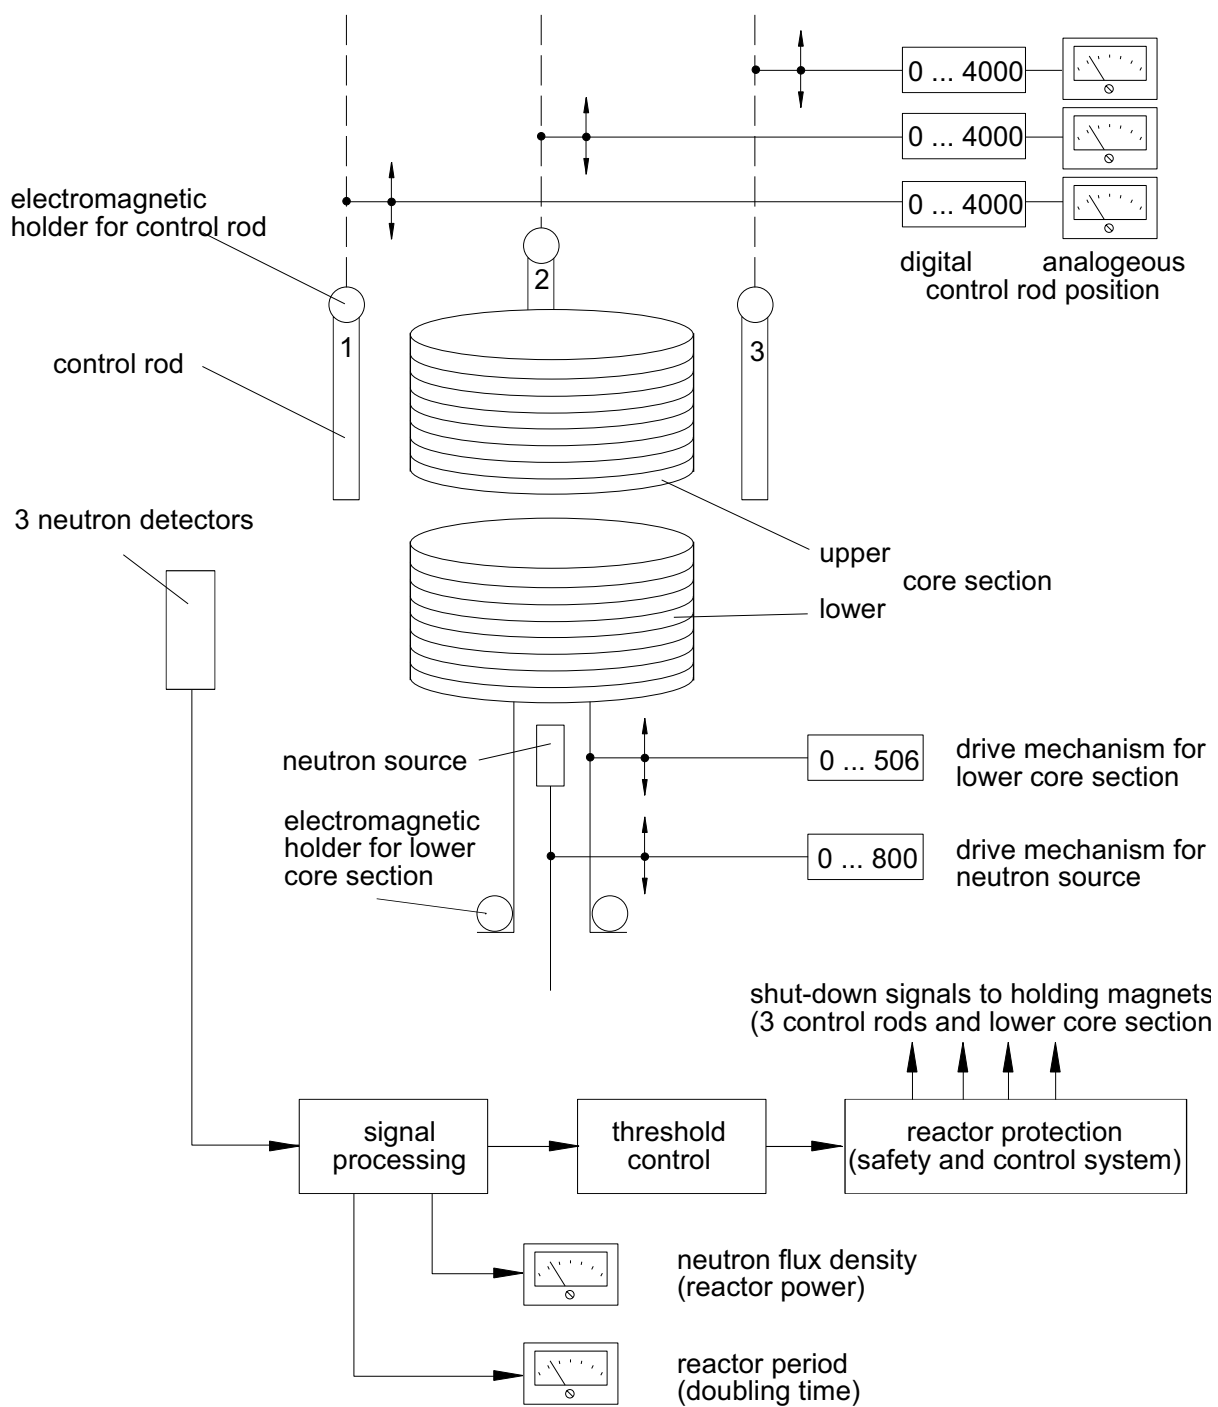 0 ... 4000
0 ... 4000
0 ... 4000
electromagnetic
holder for control rod
digital analogeous
control rod position
2
1
3
control rod
3 neutron detectors
upper
core section
lower
neutron source
0 ... 506
drive mechanism for
lower core section
electromagnetic
holder for lower
core section
0 ... 800
drive mechanism for
neutron source
shut-down signals to holding magnets
(3 control rods and lower core section
signal
processing
threshold
control
reactor protection
(safety and control system)
neutron flux density
(reactor power)
reactor period
(doubling time)